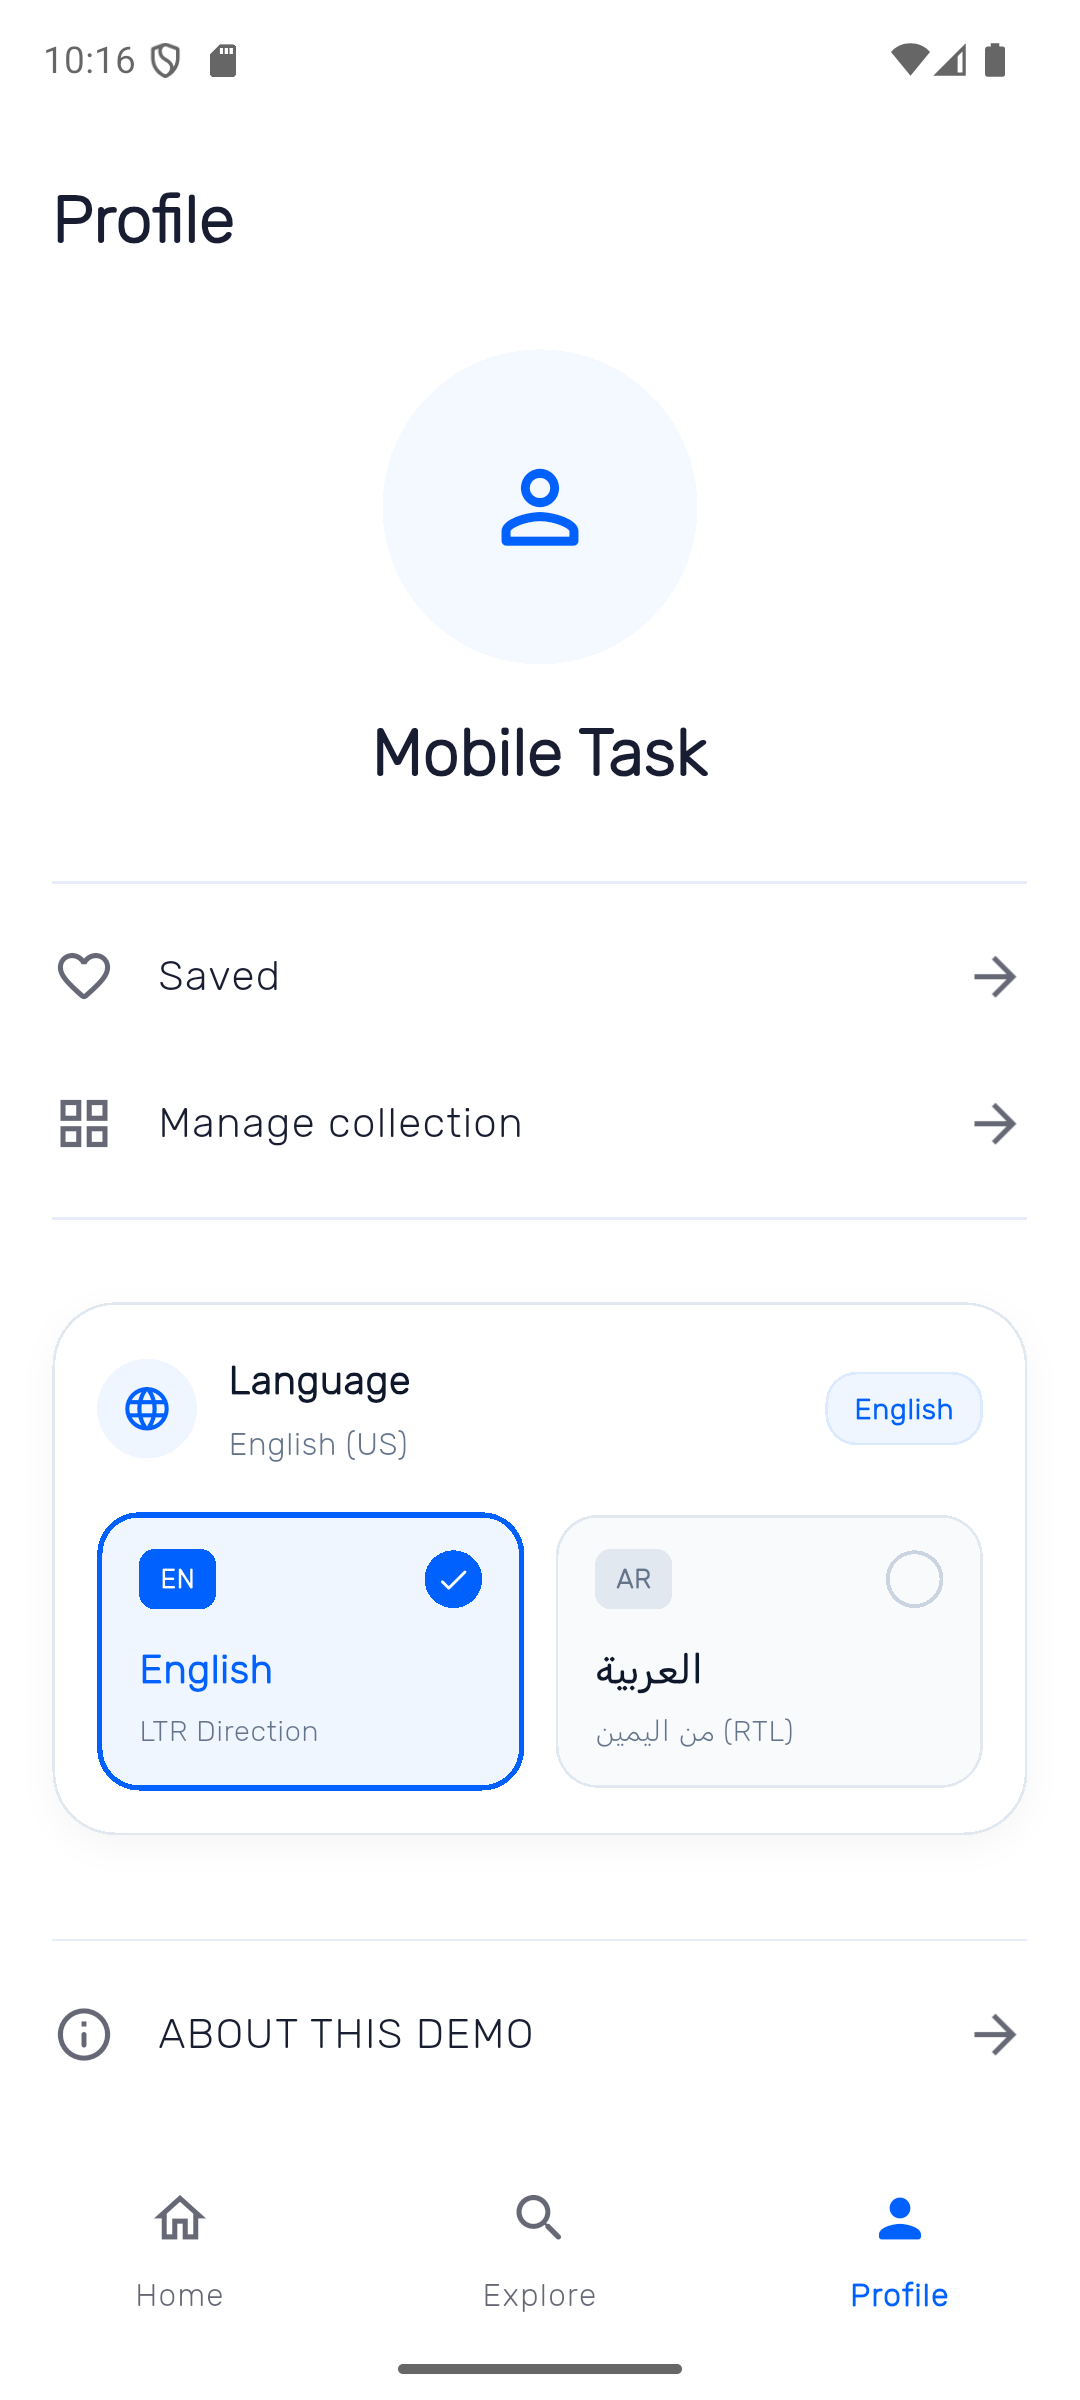 10:16
Profile
Mobile Task
Saved
Manage collection
Language
English (US)
English
EN
English
LTR Direction
AR
العربية
من اليمين (RTL)
ABOUT THIS DEMO
Home
Explore
Profile